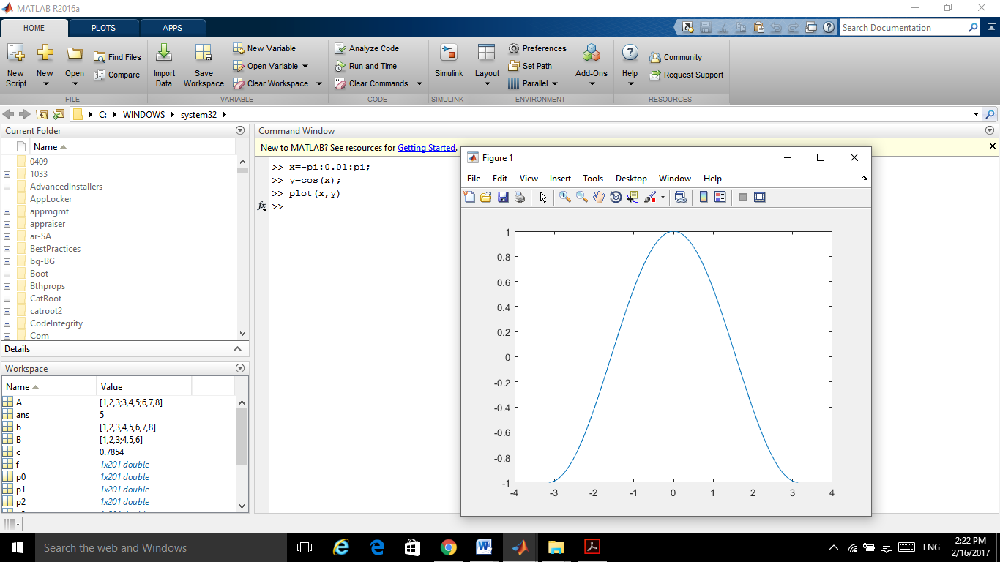 MATLAB R2016a
HOME PLOTS APPS
Search Documentation
New Script
New
Open
Find Files
Compare
FILE
Import Data
Save Workspace
New Variable
Open Variable
Clear Workspace
VARIABLE
Analyze Code
Run and Time
Clear Commands
CODE
Simulink
SIMULINK
Layout
Preferences
Set Path
Parallel
Add-Ons
ENVIRONMENT
Help
Community
Request Support
RESOURCES
C: WINDOWS system32
Current Folder
Name
0409
1033
AdvancedInstallers
AppLocker
appmgmt
appraiser
ar-SA
BestPractices
bg-BG
Boot
Bthprops
CatRoot
catroot2
CodeIntegrity
Com
Details
Workspace
Name Value
A [1,2,3;3,4,5;6,7,8]
ans 5
b [1,2,3,4,5,6,7,8]
B [1,2,3;4,5,6]
c 0.7854
f 1x201 double
p0 1x201 double
p1 1x201 double
p2 1x201 double
Command Window
New to MATLAB? See resources for Getting Started.
>> x=-pi:0.01:pi;
>> y=cos(x);
>> plot(x,y)
fx >>
Figure 1
File Edit View Insert Tools Desktop Window Help
1
0.8
0.6
0.4
0.2
0
-0.2
-0.4
-0.6
-0.8
-1
-4 -3 -2 -1 0 1 2 3 4
Search the web and Windows
ENG
2:22 PM
2/16/2017